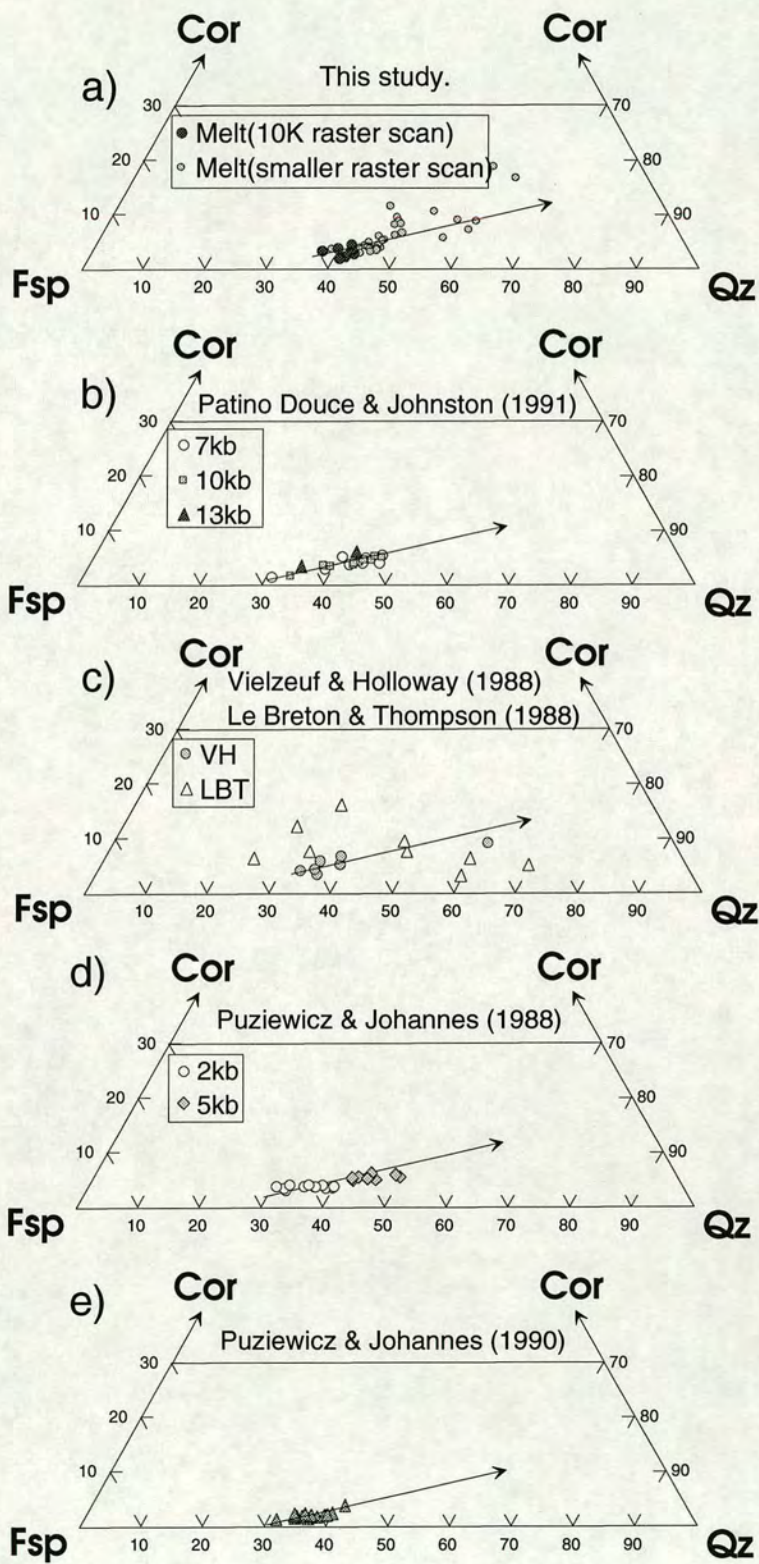 Cor Cor
a) This study.
30 70
Melt(10K raster scan)
20 Melt(smaller raster scan) 80
10 90
Fsp 10 20 30 40 50 60 70 80 90 Qz
Cor Cor
b) Patino Douce & Johnston (1991)
30 70
7kb
20 10kb 80
13kb
10 90
Fsp 10 20 30 40 50 60 70 80 90 Qz
Cor Cor
c) Vielzeuf & Holloway (1988)
Le Breton & Thompson (1988)
30 70
VH
20 LBT 80
10 90
Fsp 10 20 30 40 50 60 70 80 90 Qz
Cor Cor
d) Puziewicz & Johannes (1988)
30 70
2kb
20 5kb 80
10 90
Fsp 10 20 30 40 50 60 70 80 90 Qz
Cor Cor
e) Puziewicz & Johannes (1990)
30 70
20 80
10 90
Fsp 10 20 30 40 50 60 70 80 90 Qz